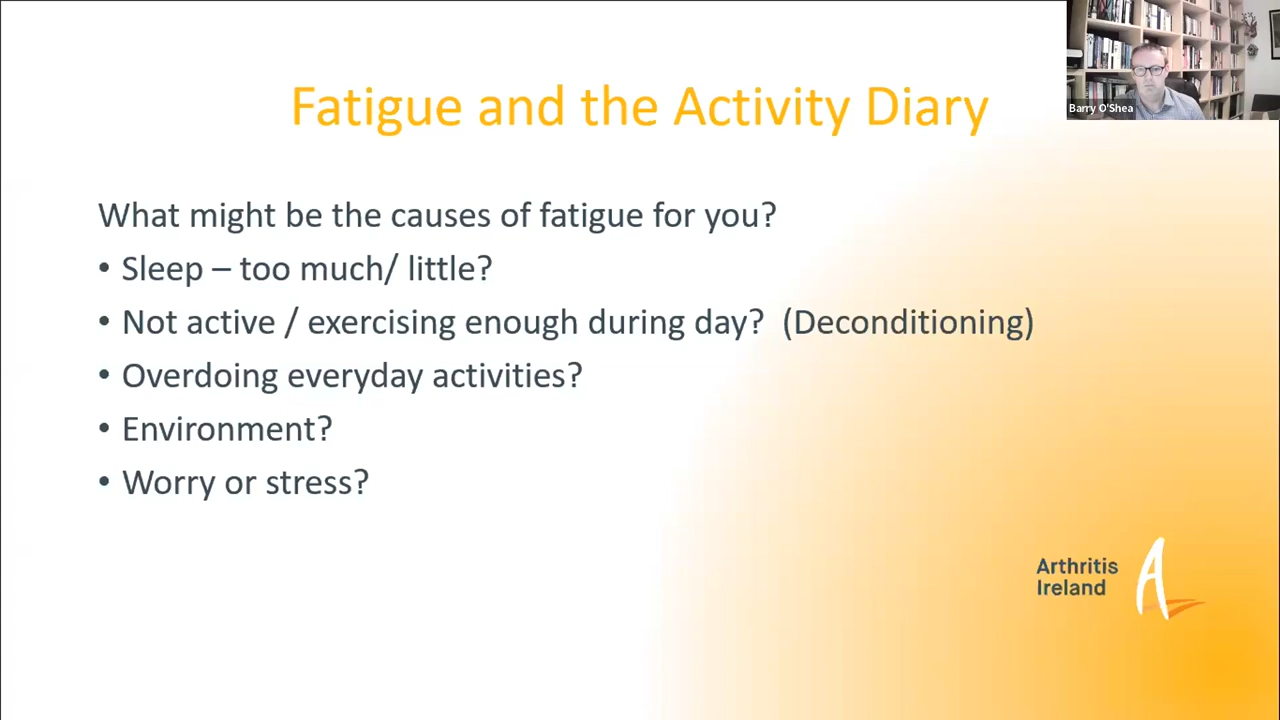 Fatigue and the Activity Diary
Barry O'Shea
What might be the causes of fatigue for you?
• Sleep – too much/ little?
• Not active / exercising enough during day?  (Deconditioning)
• Overdoing everyday activities?
• Environment?
• Worry or stress?
Arthritis
Ireland